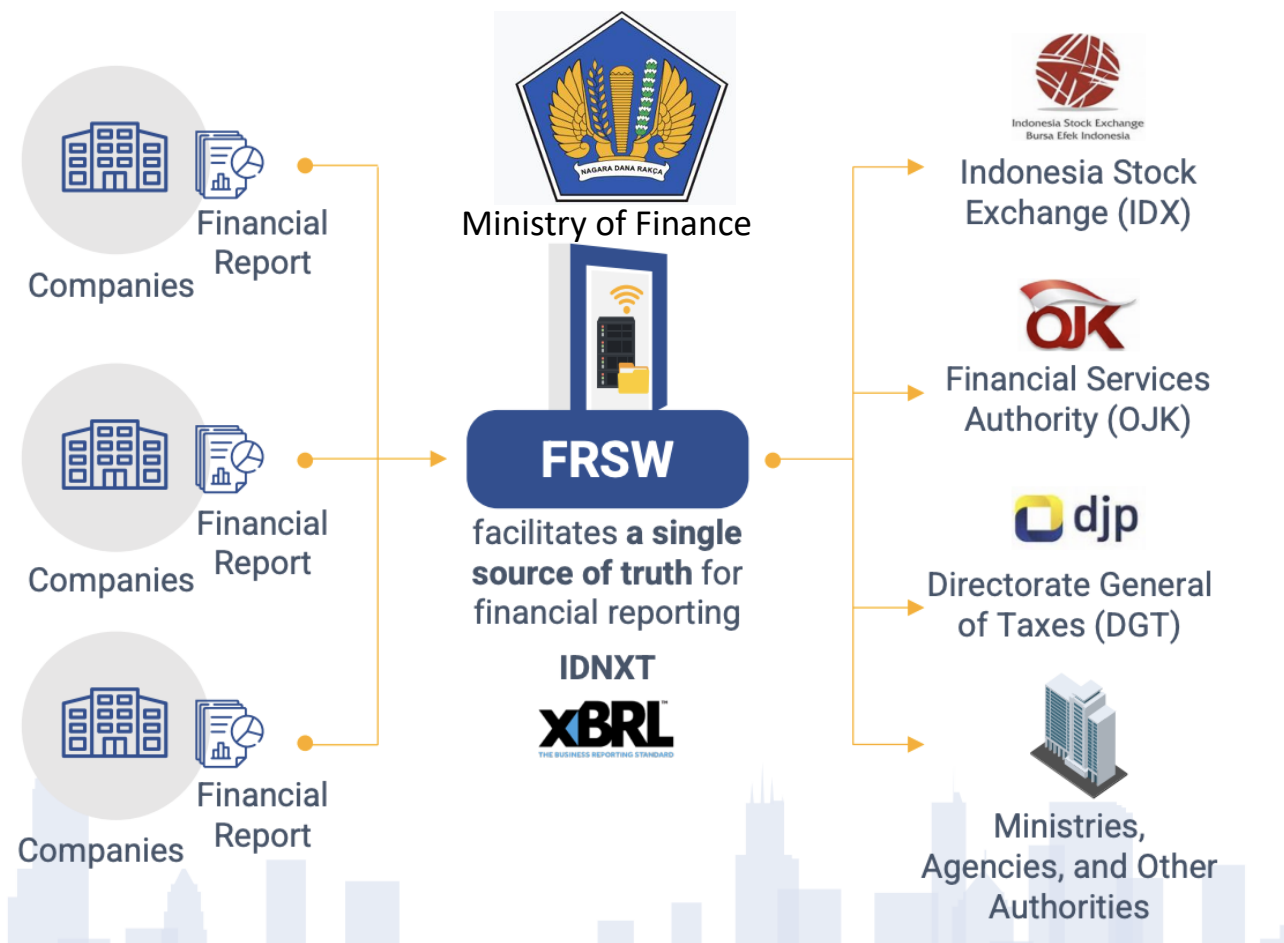 Companies
Financial
Report
Companies
Financial
Report
Companies
Financial
Report
NAGARA DANA RAKÇA
Ministry of Finance
FRSW
facilitates a single
source of truth for
financial reporting
IDNXT
XBRL™
THE BUSINESS REPORTING STANDARD
Indonesia Stock Exchange
Bursa Efek Indonesia
Indonesia Stock
Exchange (IDX)
OJK
Financial Services
Authority (OJK)
djp
Directorate General
of Taxes (DGT)
Ministries,
Agencies, and Other
Authorities